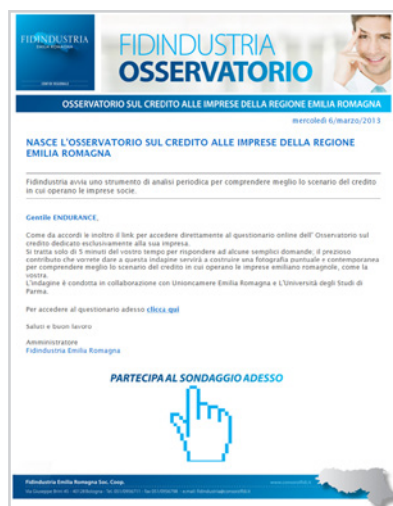 FIDINDUSTRIA
EMILIA ROMAGNA
FIDINDUSTRIA
OSSERVATORIO
OSSERVATORIO SUL CREDITO ALLE IMPRESE DELLA REGIONE EMILIA ROMAGNA
mercoledì 6/marzo/2013
NASCE L'OSSERVATORIO SUL CREDITO ALLE IMPRESE DELLA REGIONE
EMILIA ROMAGNA
Fidindustria avvia uno strumento di analisi periodica per comprendere meglio lo scenario del credito
in cui operano le imprese socie.
Gentile ENDURANCE,
Come da accordi le inoltro il link per accedere direttamente al questionario online dell' Osservatorio sul
credito dedicato esclusivamente alla sua impresa.
Si tratta solo di 5 minuti del vostro tempo per rispondere ad alcune semplici domande; il prezioso
contributo che vorrete dare a questa indagine servirà a costruire una fotografia puntuale e contemporanea
per comprendere meglio lo scenario del credito in cui operano le imprese emiliano romagnole, come la
vostra.
L'indagine è condotta in collaborazione con Unioncamere Emilia Romagna e L'Università degli Studi di
Parma.
Per accedere al questionario adesso clicca qui
Saluti e buon lavoro
Amministratore
Fidindustria Emilia Romagna
PARTECIPA AL SONDAGGIO ADESSO
Fidindustria Emilia Romagna Soc. Coop.